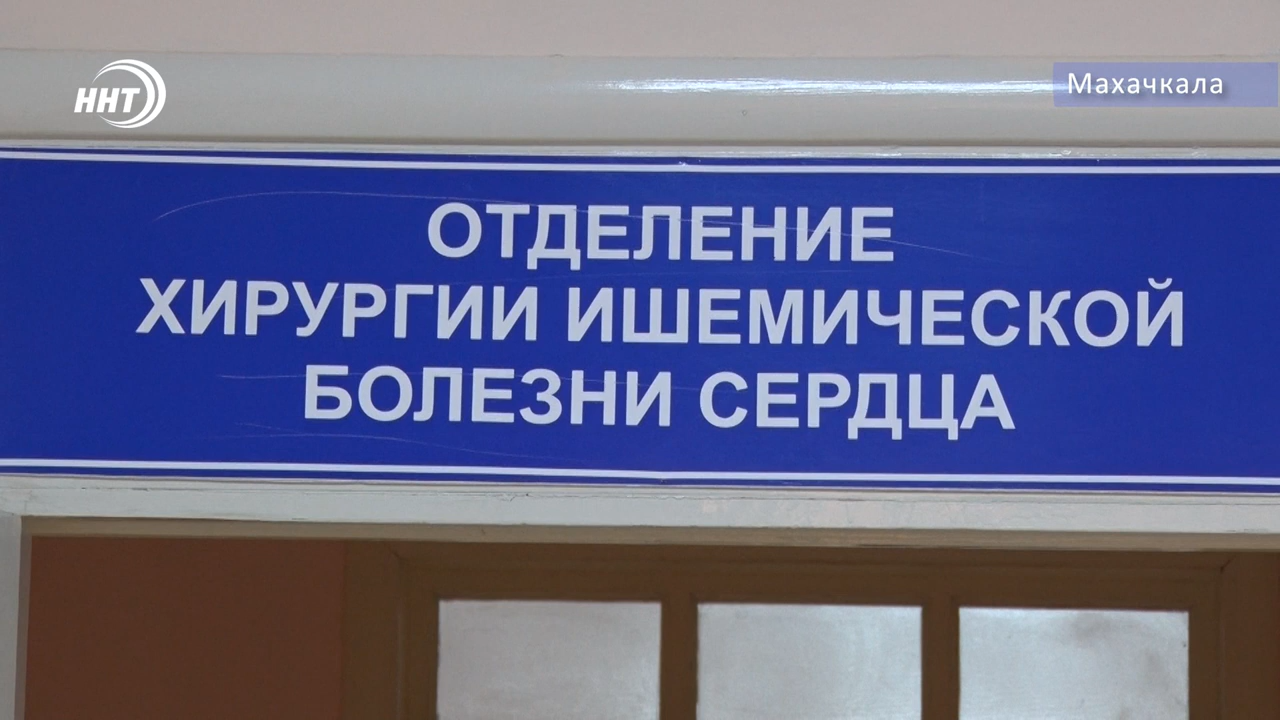 ННТ
Махачкала
ОТДЕЛЕНИЕ
ХИРУРГИИ ИШЕМИЧЕСКОЙ
БОЛЕЗНИ СЕРДЦА